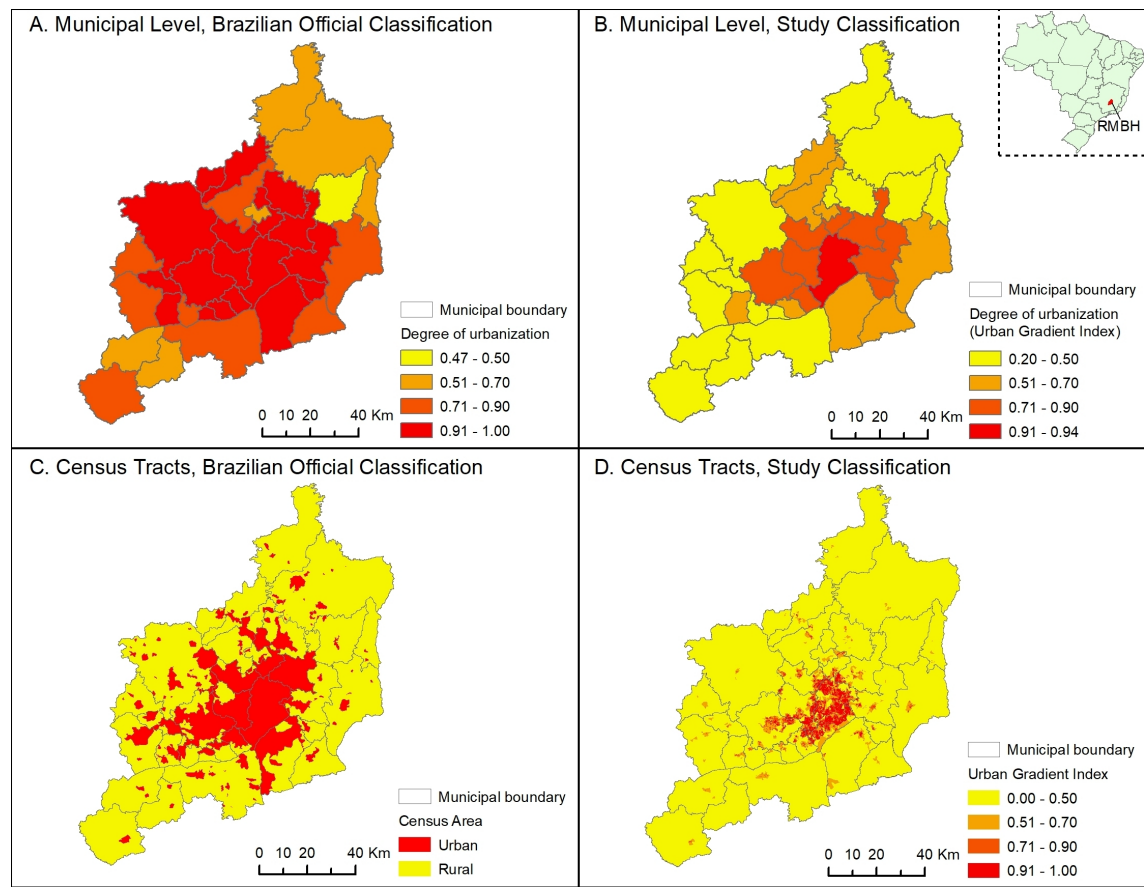 A. Municipal Level, Brazilian Official Classification
Municipal boundary
Degree of urbanization
0.47 - 0.50
0.51 - 0.70
0.71 - 0.90
0.91 - 1.00
0 10 20 40 Km
B. Municipal Level, Study Classification
RMBH
Municipal boundary
Degree of urbanization
(Urban Gradient Index)
0.20 - 0.50
0.51 - 0.70
0.71 - 0.90
0.91 - 0.94
0 10 20 40 Km
C. Census Tracts, Brazilian Official Classification
Municipal boundary
Census Area
Urban
Rural
0 10 20 40 Km
D. Census Tracts, Study Classification
Municipal boundary
Urban Gradient Index
0.00 - 0.50
0.51 - 0.70
0.71 - 0.90
0.91 - 1.00
0 10 20 40 Km